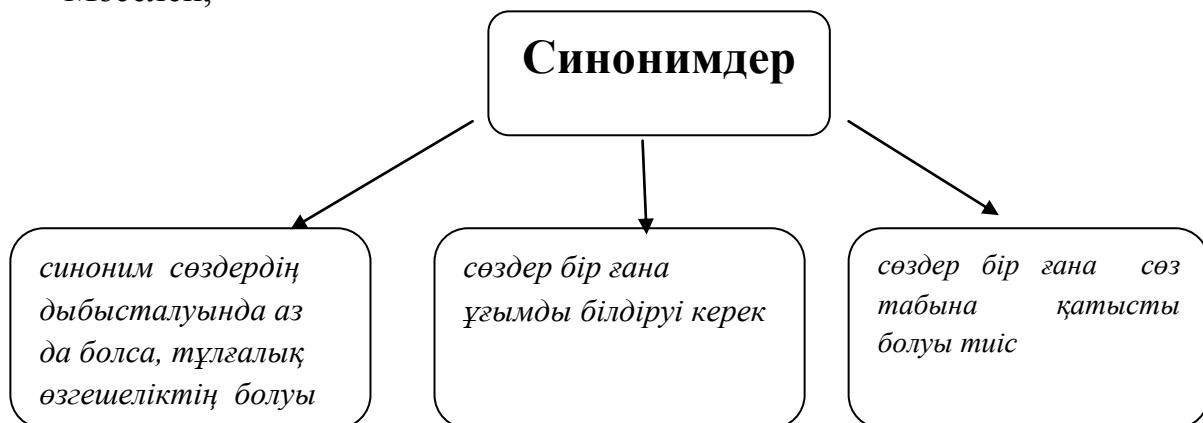 Мәселен,
Синонимдер
синоним сөздердің
дыбысталуында аз
да болса, тұлғалық
өзгешеліктің болуы
сөздер бір ғана
ұғымды білдіруі керек
сөздер бір ғана сөз
табына қатысты
болуы тиіс